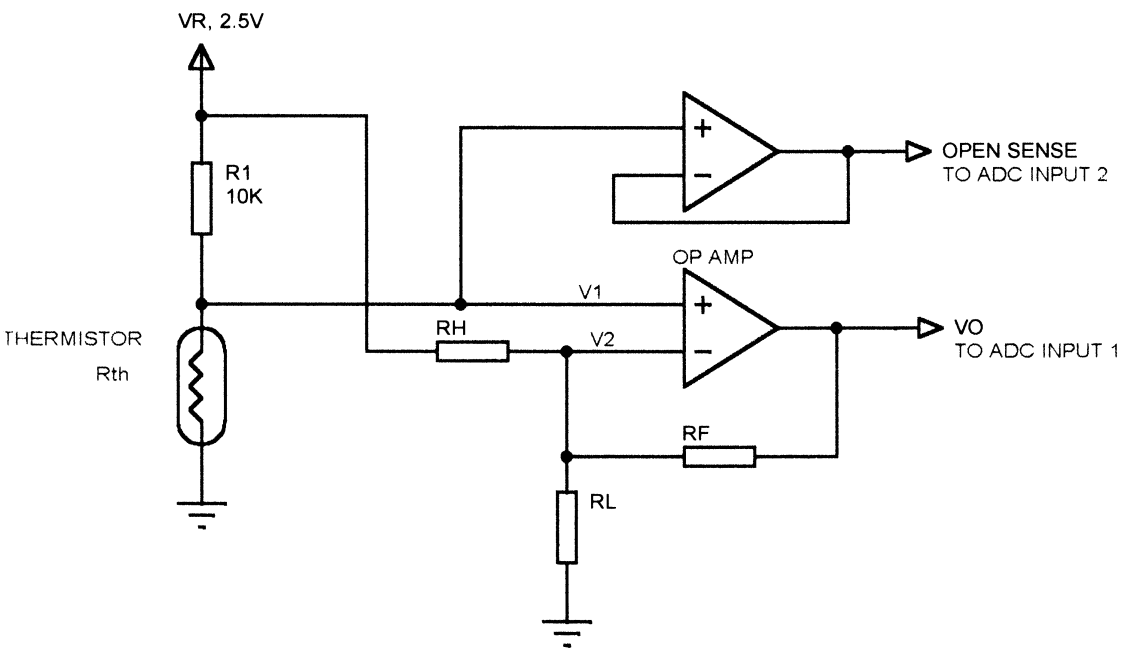 VR, 2.5V
R1
10K
THERMISTOR
Rth
+
−
OPEN SENSE
TO ADC INPUT 2
OP AMP
V1
+
RH
V2
−
VO
TO ADC INPUT 1
RF
RL